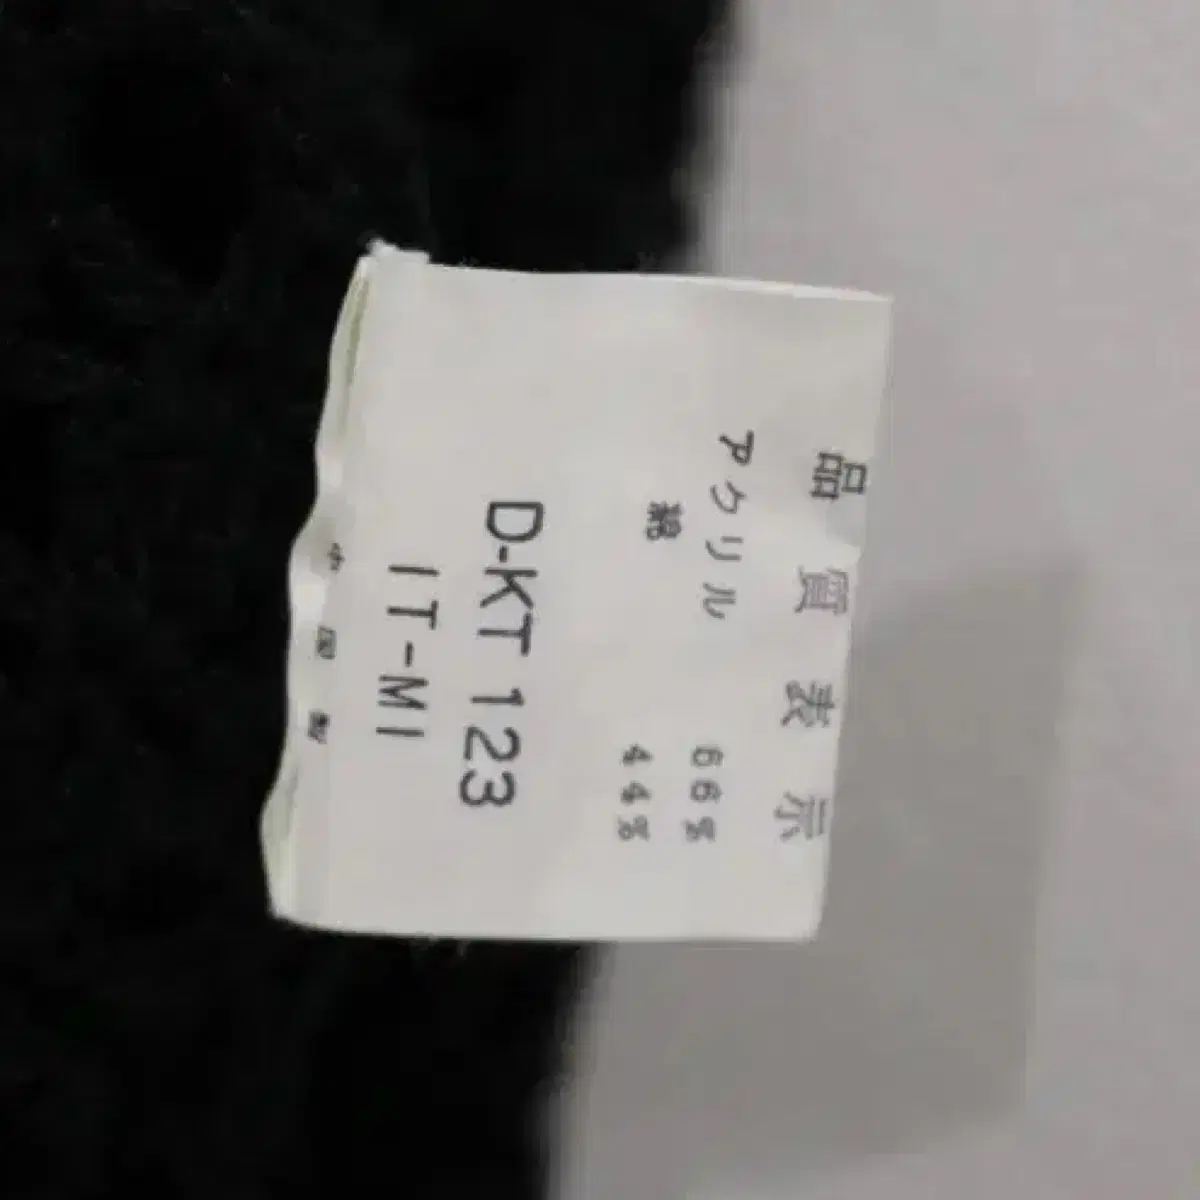 品質表示
アクリル 66%
綿 44%
D-KT 123
IT-MI
中国製